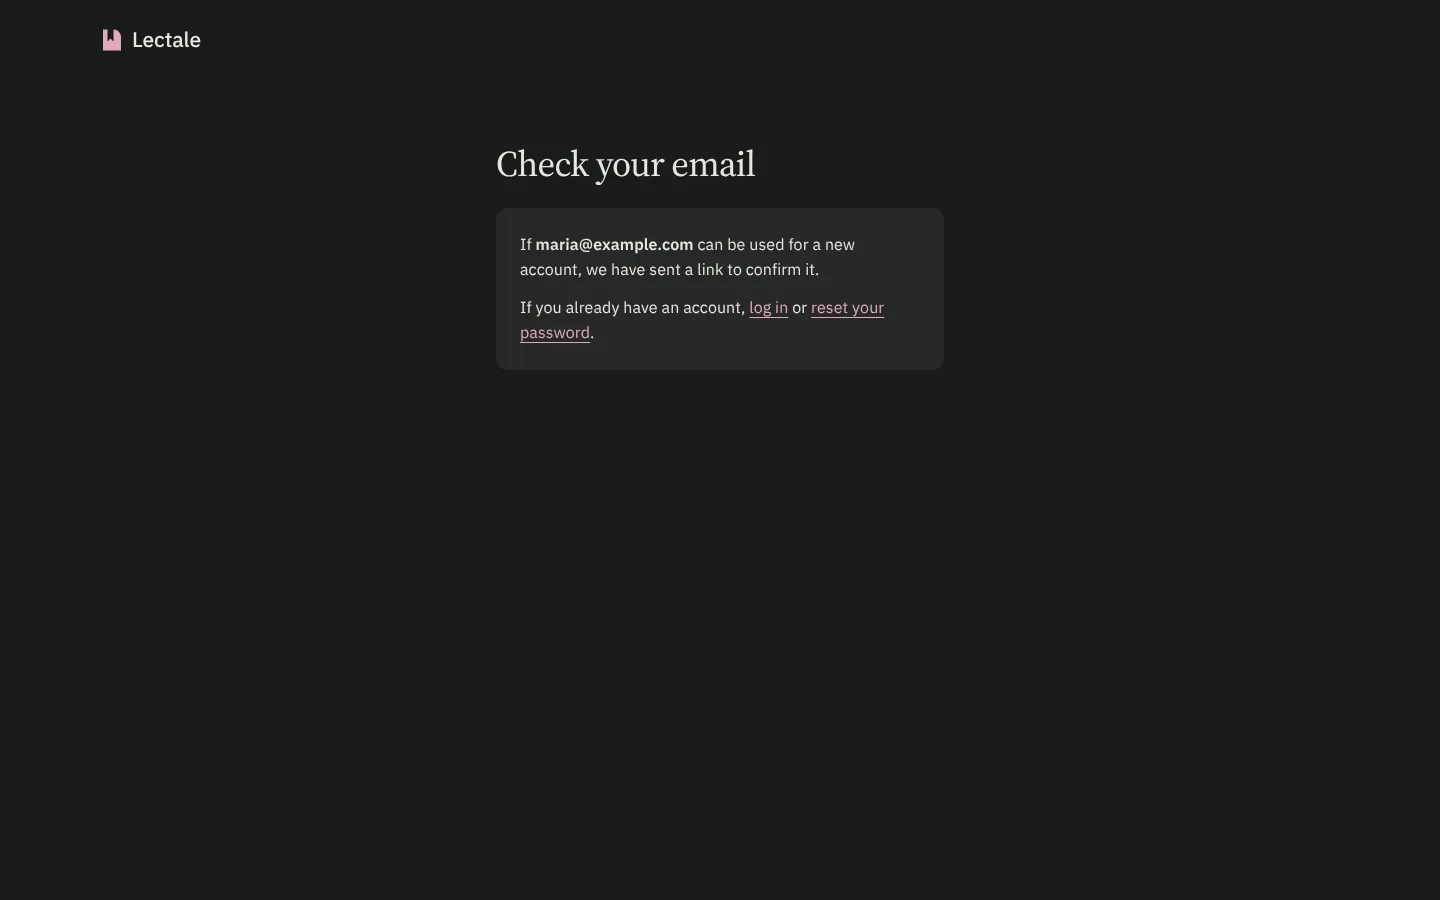 Lectale
Check your email
If maria@example.com can be used for a new
account, we have sent a link to confirm it.
If you already have an account, log in or reset your
password.